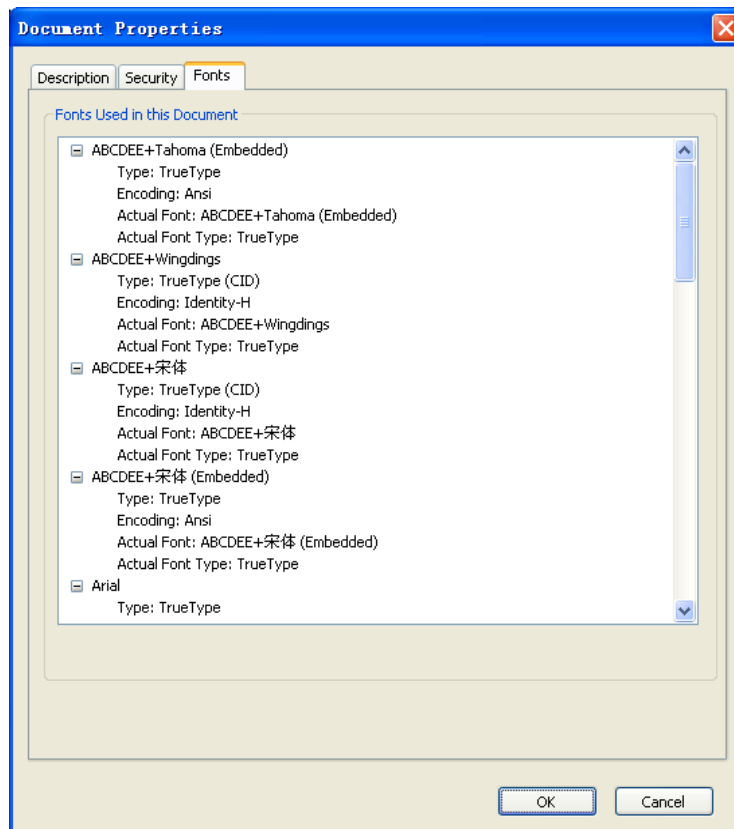 Document Properties
Description Security Fonts
Fonts Used in this Document
ABCDEE+Tahoma (Embedded)
Type: TrueType
Encoding: Ansi
Actual Font: ABCDEE+Tahoma (Embedded)
Actual Font Type: TrueType
ABCDEE+Wingdings
Type: TrueType (CID)
Encoding: Identity-H
Actual Font: ABCDEE+Wingdings
Actual Font Type: TrueType
ABCDEE+宋体
Type: TrueType (CID)
Encoding: Identity-H
Actual Font: ABCDEE+宋体
Actual Font Type: TrueType
ABCDEE+宋体 (Embedded)
Type: TrueType
Encoding: Ansi
Actual Font: ABCDEE+宋体 (Embedded)
Actual Font Type: TrueType
Arial
Type: TrueType
OK Cancel